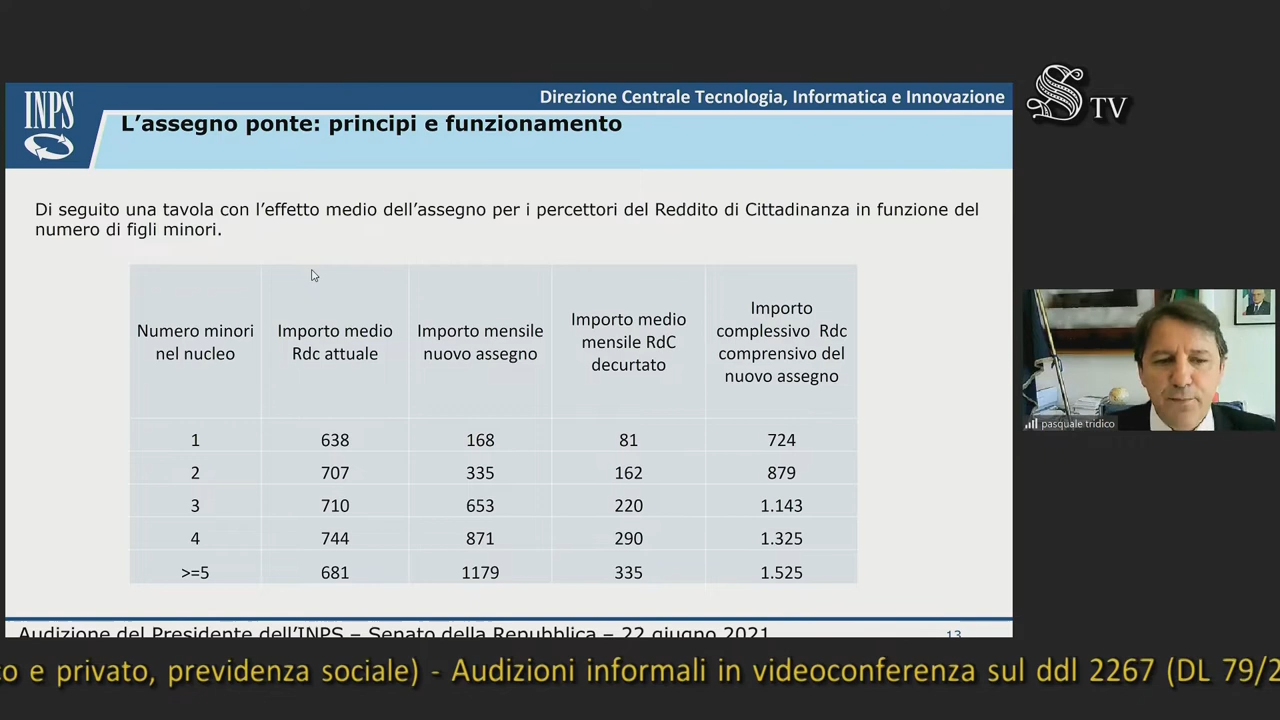 Direzione Centrale Tecnologia, Informatica e Innovazione
INPS
L’assegno ponte: principi e funzionamento
S TV
Di seguito una tavola con l’effetto medio dell’assegno per i percettori del Reddito di Cittadinanza in funzione del
numero di figli minori.
Numero minori
nel nucleo
Importo medio
Rdc attuale
Importo mensile
nuovo assegno
Importo medio
mensile RdC
decurtato
Importo
complessivo Rdc
comprensivo del
nuovo assegno
1 638 168 81 724
2 707 335 162 879
3 710 653 220 1.143
4 744 871 290 1.325
>=5 681 1179 335 1.525
pasquale tridico
Audizione del Presidente dell’INPS – Senato della Repubblica – 22 giugno 2021 13
co e privato, previdenza sociale) - Audizioni informali in videoconferenza sul ddl 2267 (DL 79/2